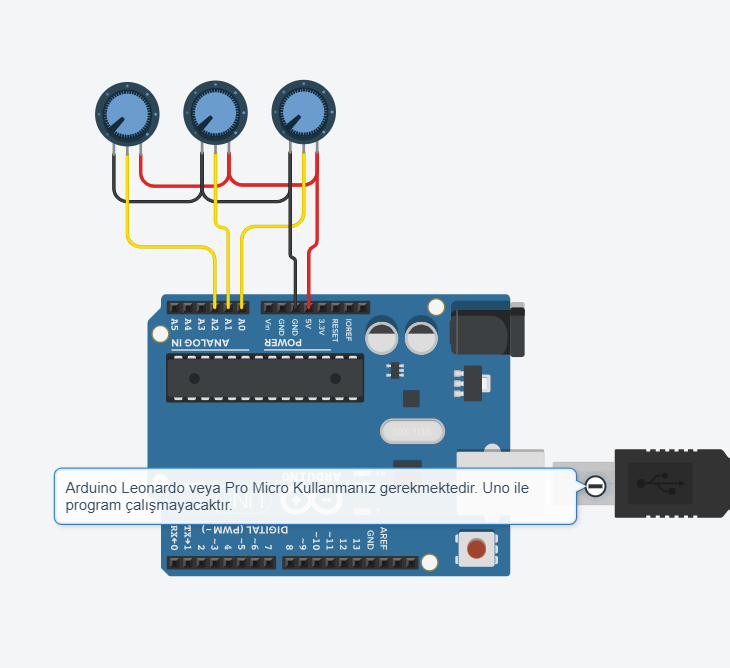 A5 A4 A3 A2 A1 A0
Vin GND GND 5V 3.3V RESET IOREF
ANALOG IN
POWER
Arduino Leonardo veya Pro Micro Kullanmanız gerekmektedir. Uno ile
program çalışmayacaktır.
DIGITAL (PWM ~)
RX←0 TX→1 2 ~3 4 ~5 ~6 7 8 ~9 ~10 ~11 12 13 GND AREF